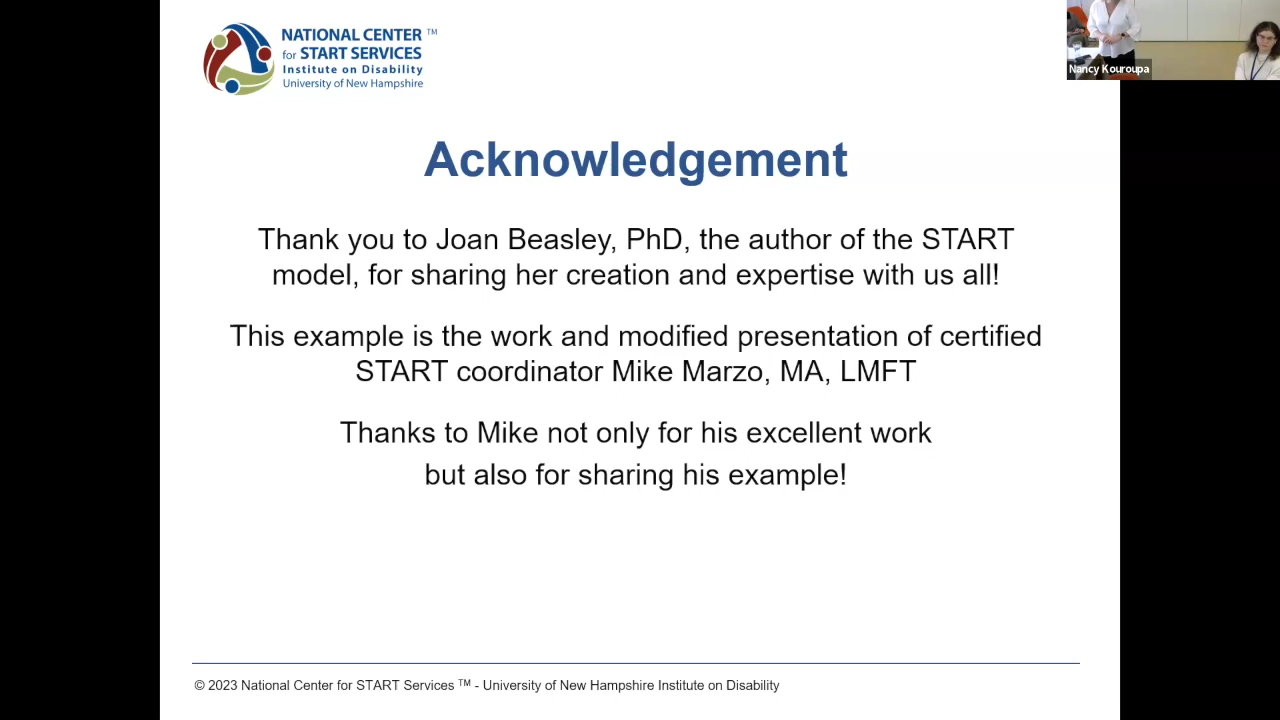 NATIONAL CENTER TM
for START SERVICES
Institute on Disability
University of New Hampshire
Nancy Kouroupa
Acknowledgement
Thank you to Joan Beasley, PhD, the author of the START
model, for sharing her creation and expertise with us all!
This example is the work and modified presentation of certified
START coordinator Mike Marzo, MA, LMFT
Thanks to Mike not only for his excellent work
but also for sharing his example!
© 2023 National Center for START Services TM - University of New Hampshire Institute on Disability